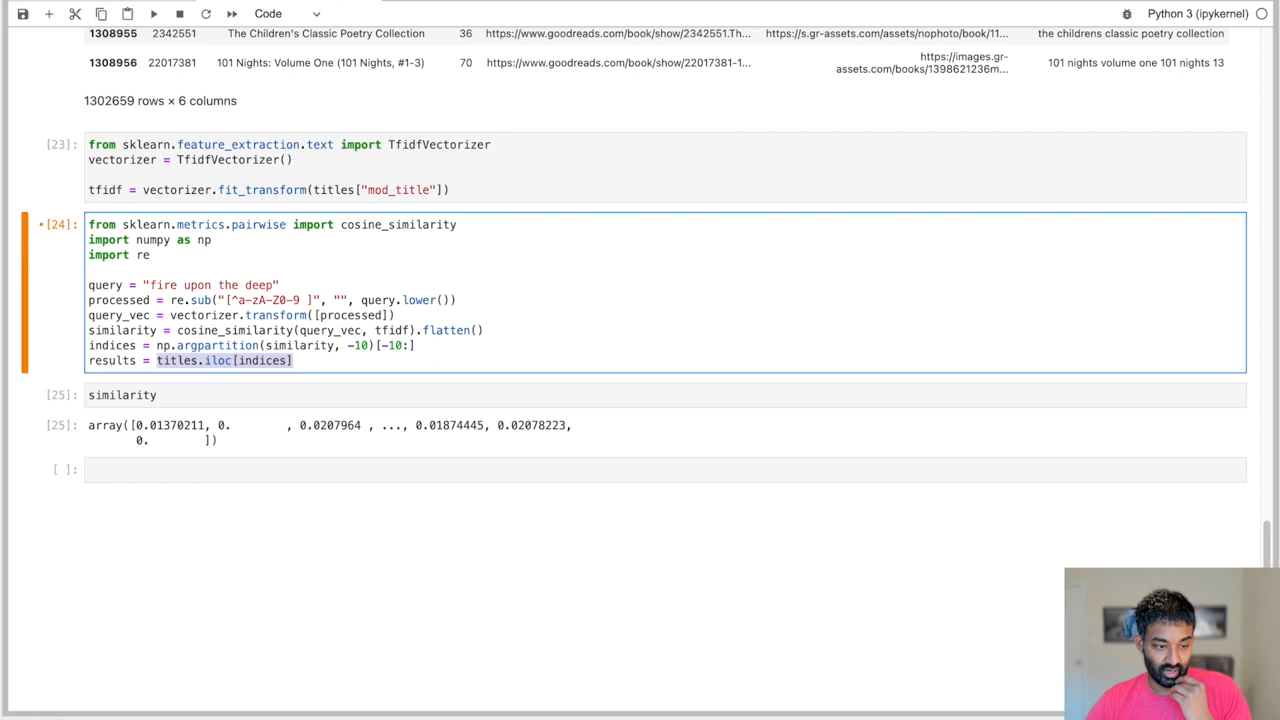 Code
Python 3 (ipykernel)
1308955 2342551 The Children's Classic Poetry Collection 36 https://www.goodreads.com/book/show/2342551.Th... https://s.gr-assets.com/assets/nophoto/book/11... the childrens classic poetry collection
1308956 22017381 101 Nights: Volume One (101 Nights, #1-3) 70 https://www.goodreads.com/book/show/22017381-1... https://images.gr-
assets.com/books/1398621236m... 101 nights volume one 101 nights 13
1302659 rows × 6 columns
[23]: from sklearn.feature_extraction.text import TfidfVectorizer
vectorizer = TfidfVectorizer()
tfidf = vectorizer.fit_transform(titles["mod_title"])
[24]: from sklearn.metrics.pairwise import cosine_similarity
import numpy as np
import re
query = "fire upon the deep"
processed = re.sub("[^a-zA-Z0-9 ]", "", query.lower())
query_vec = vectorizer.transform([processed])
similarity = cosine_similarity(query_vec, tfidf).flatten()
indices = np.argpartition(similarity, -10)[-10:]
results = titles.iloc[indices]
[25]: similarity
[25]: array([0.01370211, 0. , 0.0207964 , ..., 0.01874445, 0.02078223,
0. ])
[ ]: